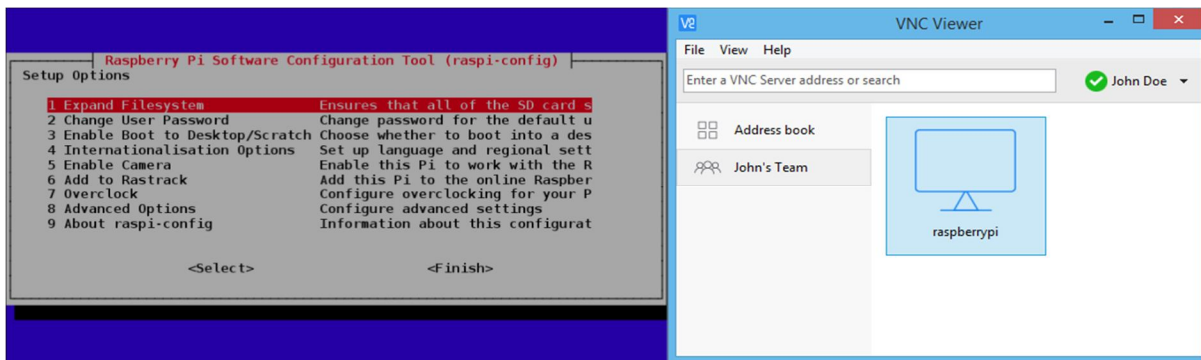 Raspberry Pi Software Configuration Tool (raspi-config)
Setup Options
1 Expand Filesystem Ensures that all of the SD card s
2 Change User Password Change password for the default u
3 Enable Boot to Desktop/Scratch Choose whether to boot into a des
4 Internationalisation Options Set up language and regional sett
5 Enable Camera Enable this Pi to work with the R
6 Add to Rastrack Add this Pi to the online Raspber
7 Overclock Configure overclocking for your P
8 Advanced Options Configure advanced settings
9 About raspi-config Information about this configurat
<Select> <Finish>
VNC Viewer
File View Help
Enter a VNC Server address or search
John Doe
Address book
John's Team
raspberrypi